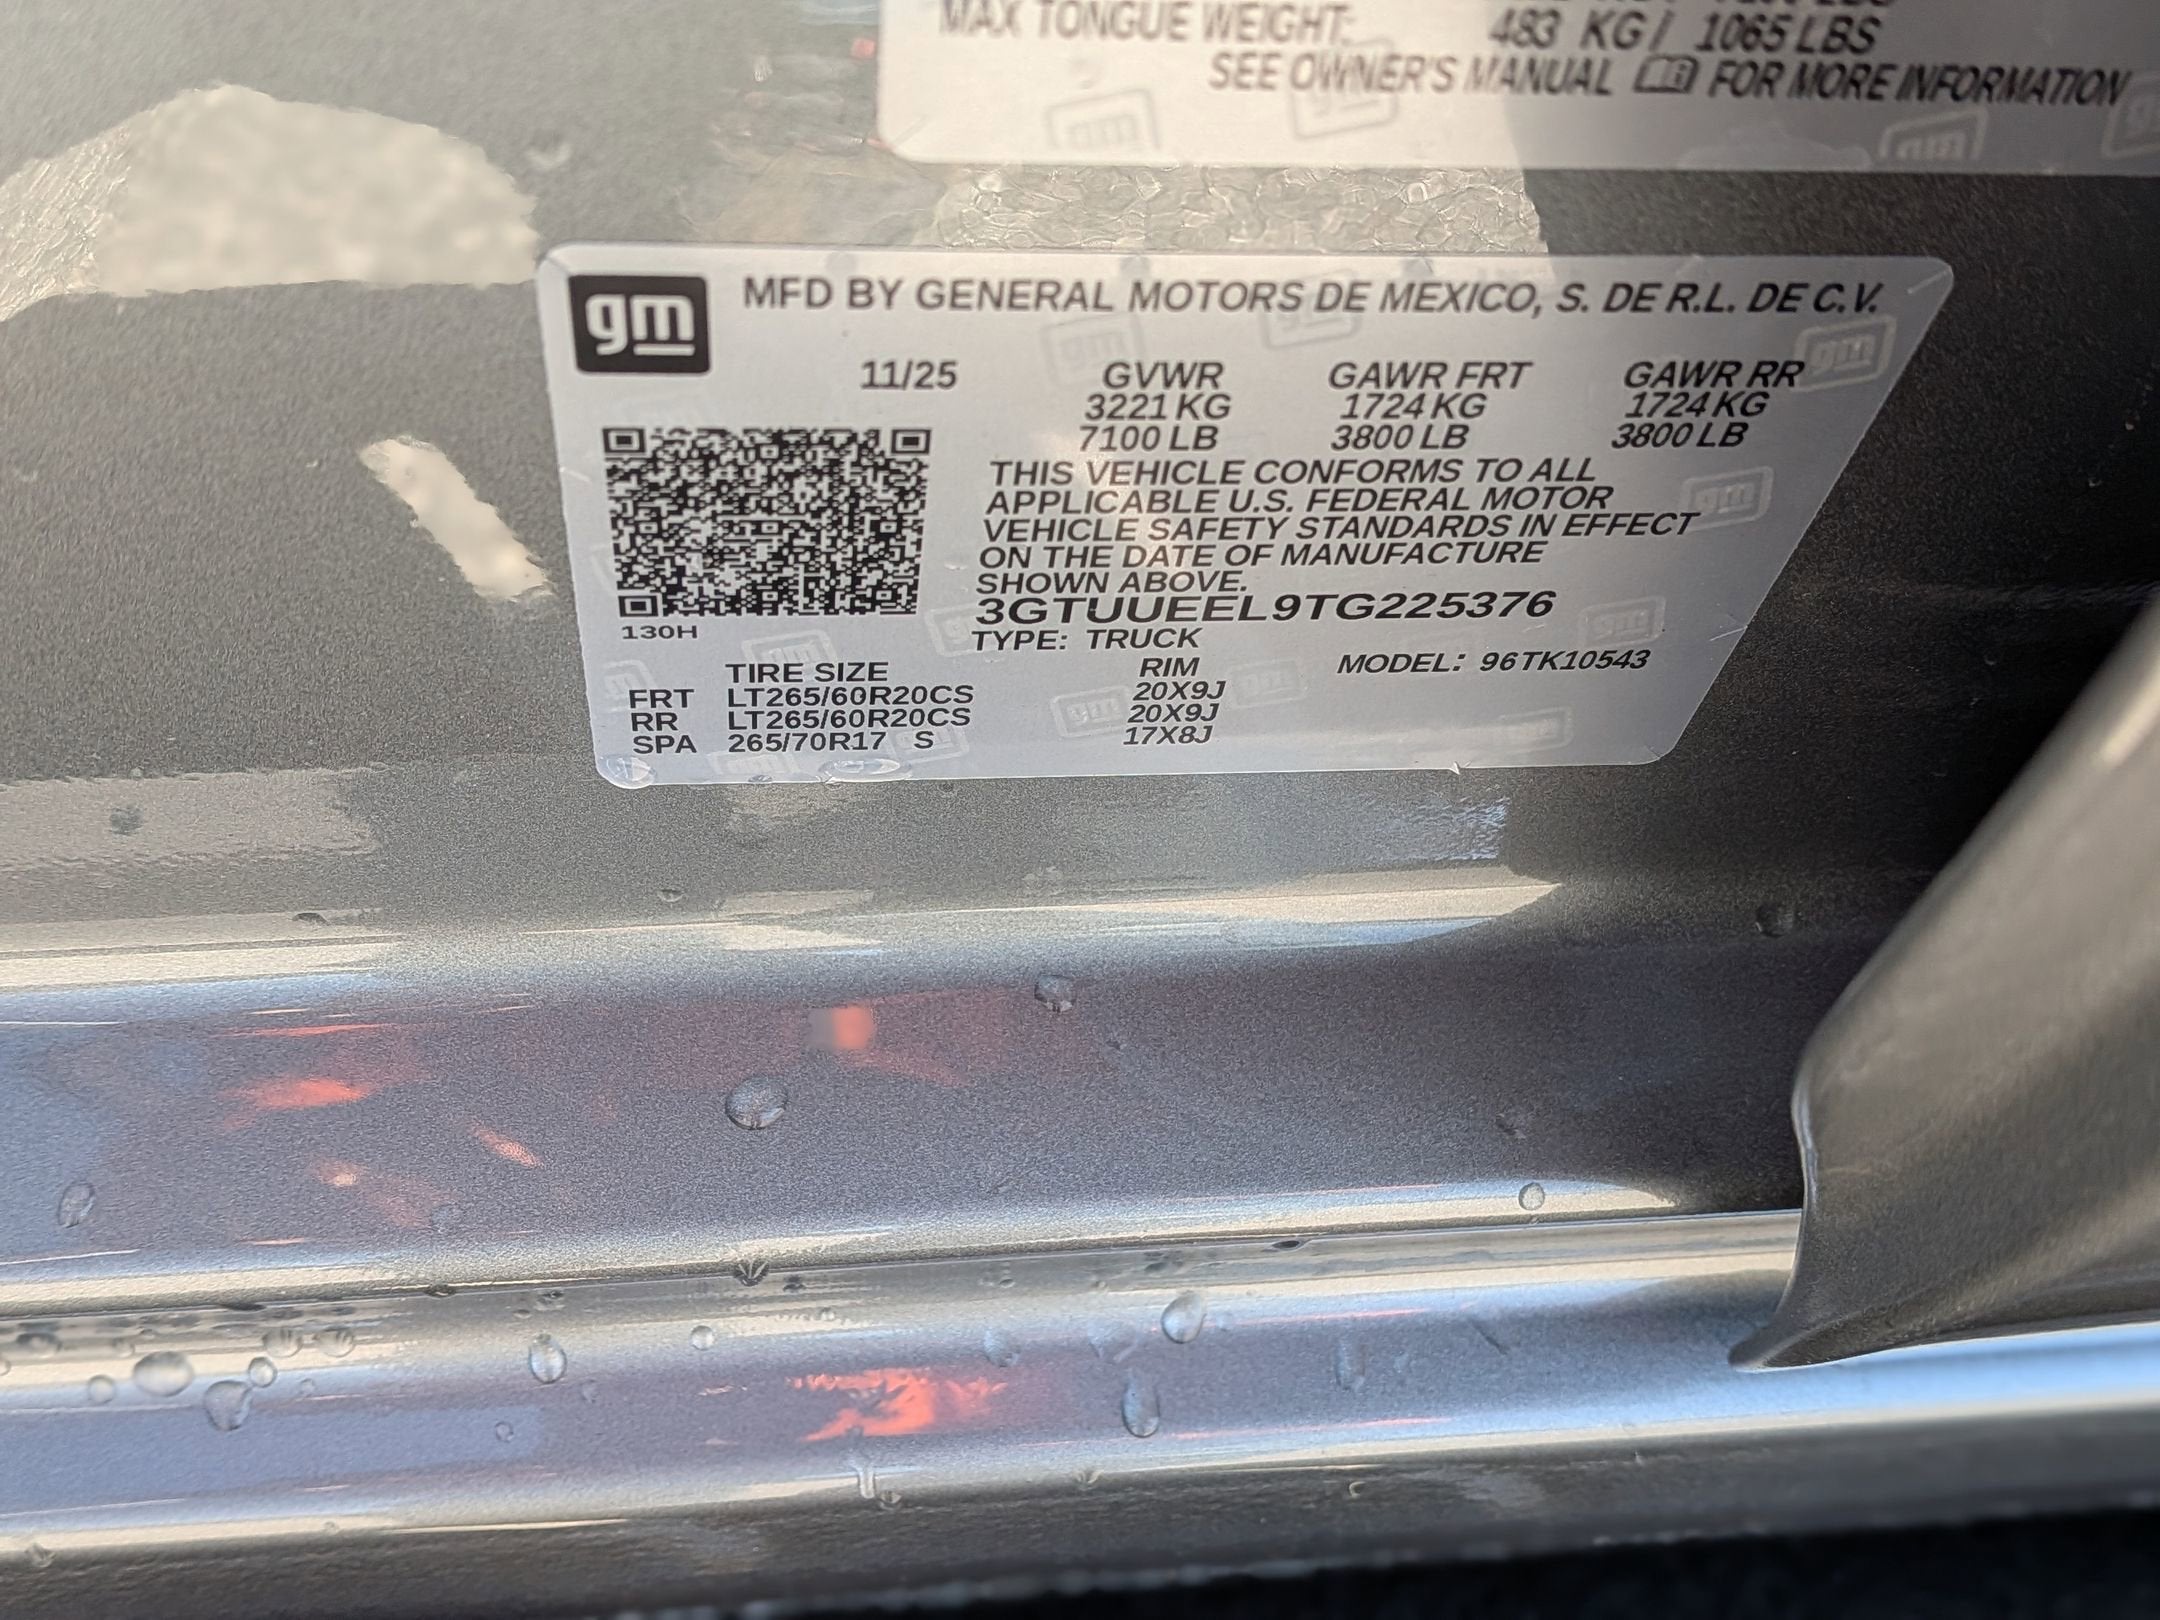 MAX TONGUE WEIGHT: 483 KG/ 1065 LBS
SEE OWNER'S MANUAL FOR MORE INFORMATION
gm MFD BY GENERAL MOTORS DE MEXICO, S. DE R.L. DE C.V.
11/25 GVWR GAWR FRT GAWR RR
3221 KG 1724 KG 1724 KG
7100 LB 3800 LB 3800 LB
THIS VEHICLE CONFORMS TO ALL
APPLICABLE U.S. FEDERAL MOTOR
VEHICLE SAFETY STANDARDS IN EFFECT
ON THE DATE OF MANUFACTURE
SHOWN ABOVE.
3GTUUEEL9TG225376
130H
TYPE: TRUCK
TIRE SIZE RIM MODEL: 96TK10543
FRT LT265/60R20CS 20X9J
RR LT265/60R20CS 20X9J
SPA 265/70R17 S 17X8J